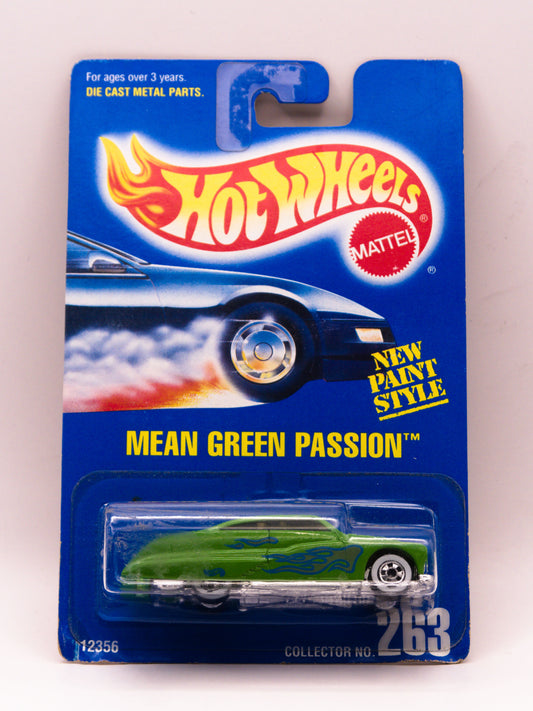 For ages over 3 years.
DIE CAST METAL PARTS.
HOT WHEELS®
MATTEL
®
NEW
PAINT
STYLE
MEAN GREEN PASSION™
12356
COLLECTOR NO. 263